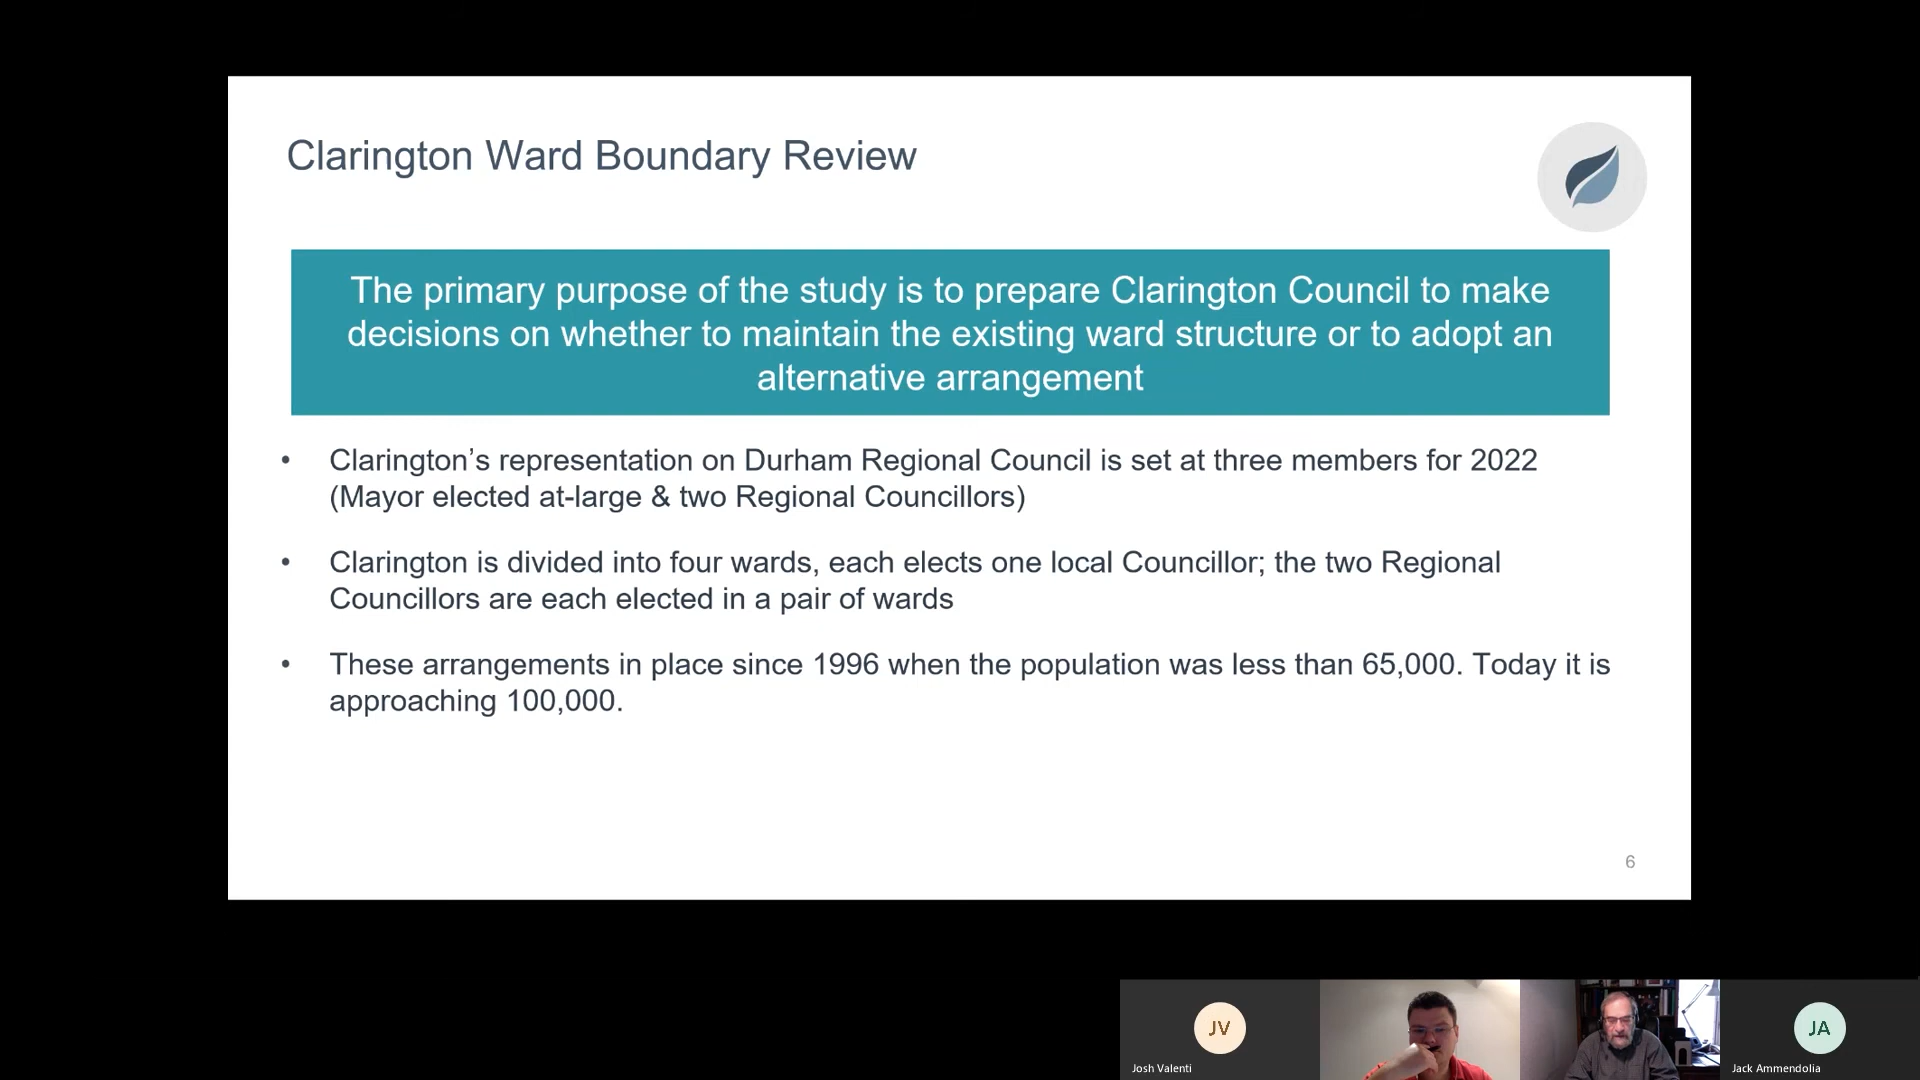 Clarington Ward Boundary Review
The primary purpose of the study is to prepare Clarington Council to make
decisions on whether to maintain the existing ward structure or to adopt an
alternative arrangement
• Clarington’s representation on Durham Regional Council is set at three members for 2022
(Mayor elected at-large & two Regional Councillors)
• Clarington is divided into four wards, each elects one local Councillor; the two Regional
Councillors are each elected in a pair of wards
• These arrangements in place since 1996 when the population was less than 65,000. Today it is
approaching 100,000.
6
JV
JA
Josh Valenti
Jack Ammendolia